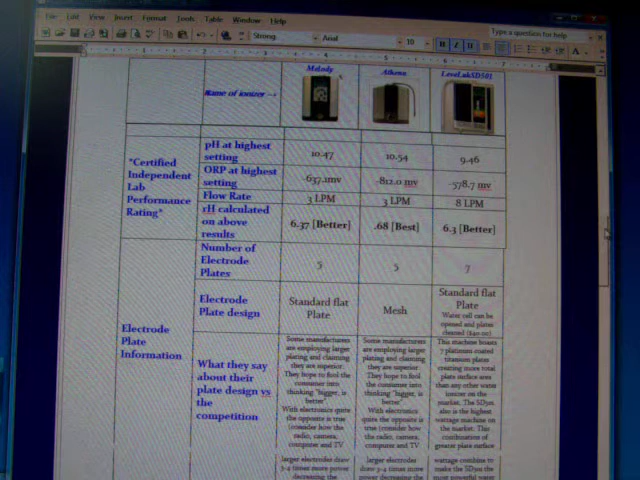 File Edit View Insert Format Tools Table Window Help
Type a question for help
Strong
Arial
Name of ionizer
Melody
Athena
LeveLukSD501
"Certified
Independent
Lab
Performance
Rating"
pH at highest
setting
10.47
10.54
9.46
ORP at highest
setting
-637.1mv
-812.0 mv
-578.7 mv
Flow Rate
3 LPM
3 LPM
8 LPM
rH calculated
on above
results
6.37 [Better]
.68 [Best]
6.3 [Better]
Electrode
Plate
Information
Number of
Electrode
Plates
5
5
7
Electrode
Plate design
Standard flat
Plate
Mesh
Standard flat
Plate
Water cell can be
opened and plates
cleaned
What they say
about their
plate design vs
the
competition
Some manufacturers
are employing larger
plating and claiming
they are superior.
They hope to fool the
consumer into
thinking "bigger, is
better"
With electronics quite
the opposite is true
(consider how the
radio, camera,
computer and TV
larger electrodes draw
3-4 times more power
decreasing the
Some manufacturers
are employing larger
plating and claiming
they are superior.
They hope to fool the
consumer into
thinking "bigger, is
better"
With electronics
quite the opposite is
true (consider how
the radio, camera,
computer and TV
larger electrodes
draw 3-4 times more
power decreasing the
This machine boasts
7 platinum coated
titanium plates
creating more total
plate surface area
than any other water
ionizer on the
market. The SD501
also is the highest
wattage machine on
the market: This
combination of
greater plate surface
wattage combine to
make the SD501 the
most powerful water